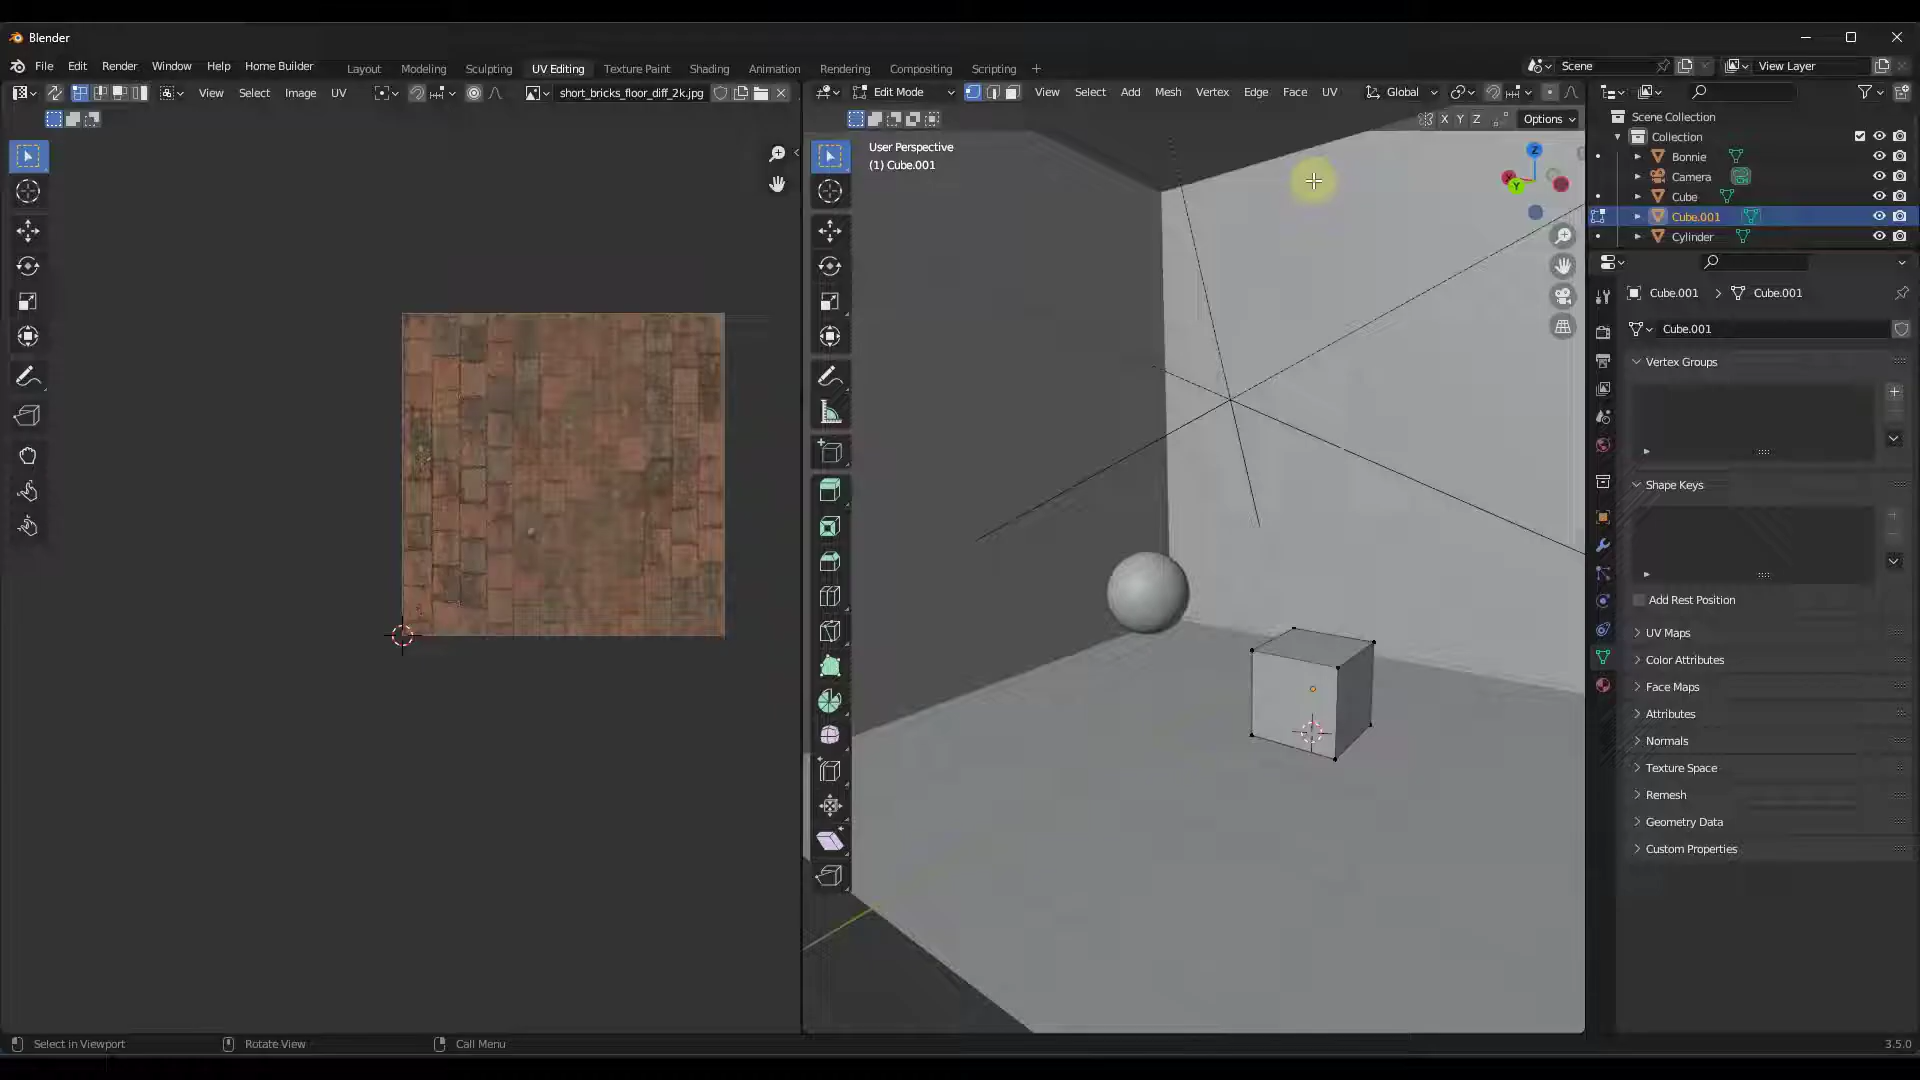 Blender
File Edit Render Window Help Home Builder
Layout Modeling Sculpting UV Editing Texture Paint Shading Animation Rendering Compositing Scripting +
Scene
View Layer
View Select Image UV
short_bricks_floor_diff_2k.jpg
Edit Mode
View Select Add Mesh Vertex Edge Face UV
Global
X Y Z
Options
User Perspective
(1) Cube.001
Z
X
Y
Scene Collection
Collection
Bonnie
Camera
Cube
Cube.001
Cylinder
Cube.001 > Cube.001
Cube.001
Vertex Groups
Shape Keys
Add Rest Position
UV Maps
Color Attributes
Face Maps
Attributes
Normals
Texture Space
Remesh
Geometry Data
Custom Properties
Select in Viewport
Rotate View
Call Menu
3.5.0